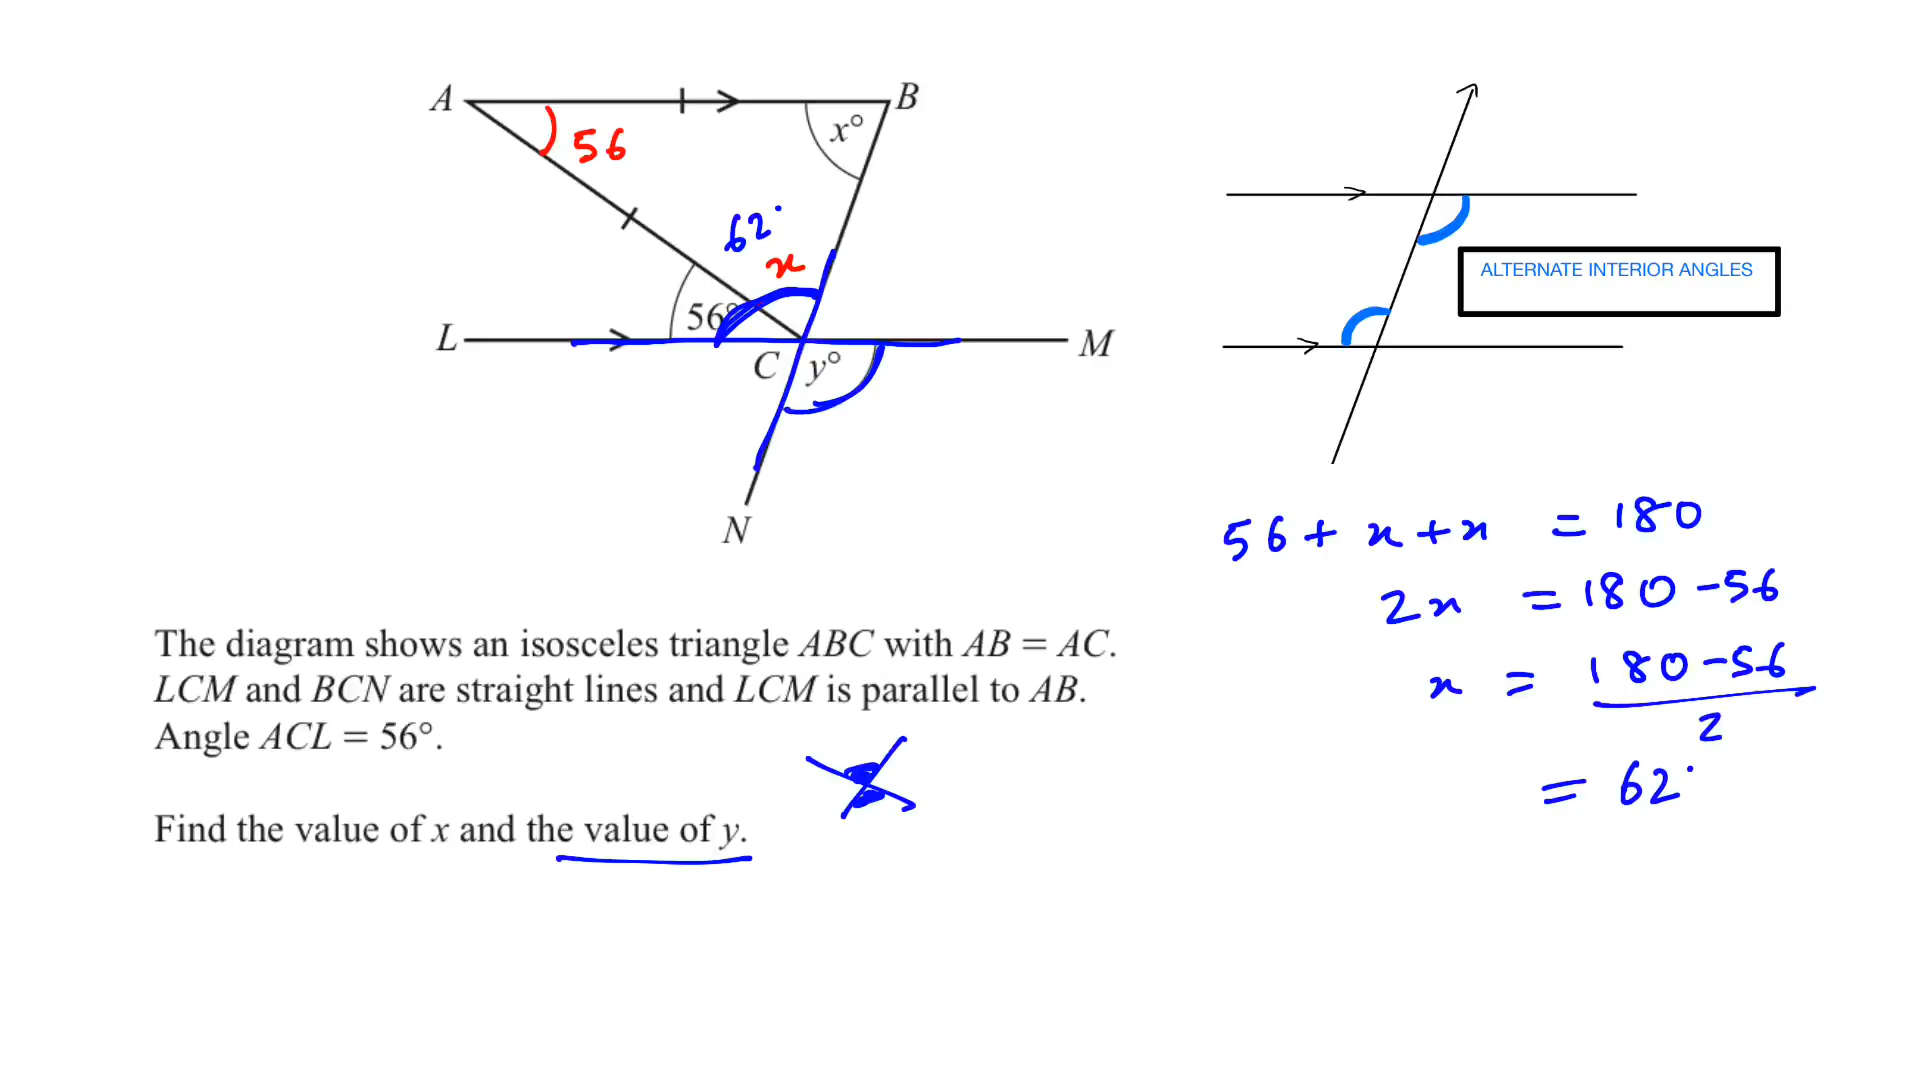 A
B
x°
56
62°
x
56°
L
M
C
y°
N
ALTERNATE INTERIOR ANGLES
56 + x + x = 180
2x = 180 - 56
x = 180 - 56
2
= 62°
The diagram shows an isosceles triangle ABC with AB = AC.
LCM and BCN are straight lines and LCM is parallel to AB.
Angle ACL = 56°.
Find the value of x and the value of y.